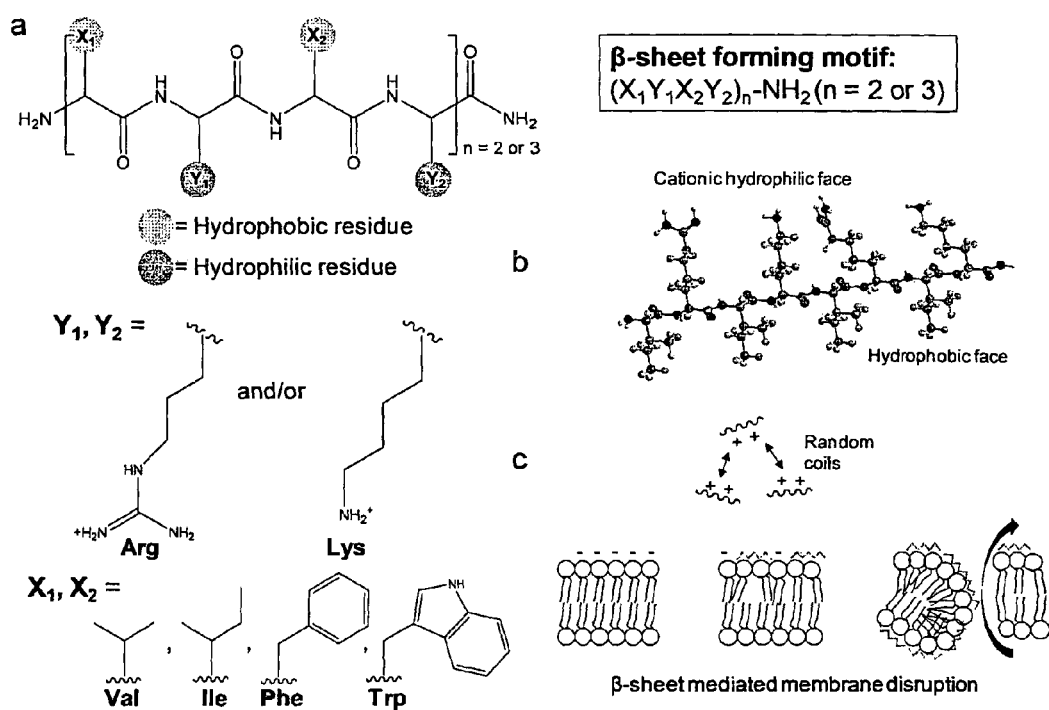 a
X₁
X₂
O
O
H
N
H
N
H₂N
NH₂
O
N
H
O
n = 2 or 3
Y₁
Y₂
= Hydrophobic residue
= Hydrophilic residue
Y₁, Y₂ =
and/or
HN
⁺H₂N
NH₂
NH₂⁺
Arg
Lys
X₁, X₂ =
NH
, , ,
Val Ile Phe Trp
β-sheet forming motif:
(X₁Y₁X₂Y₂)ₙ-NH₂ (n = 2 or 3)
Cationic hydrophilic face
b
Hydrophobic face
c
+ +
Random
coils
+ +
+ +
- - - - - -
- - -
β-sheet mediated membrane disruption